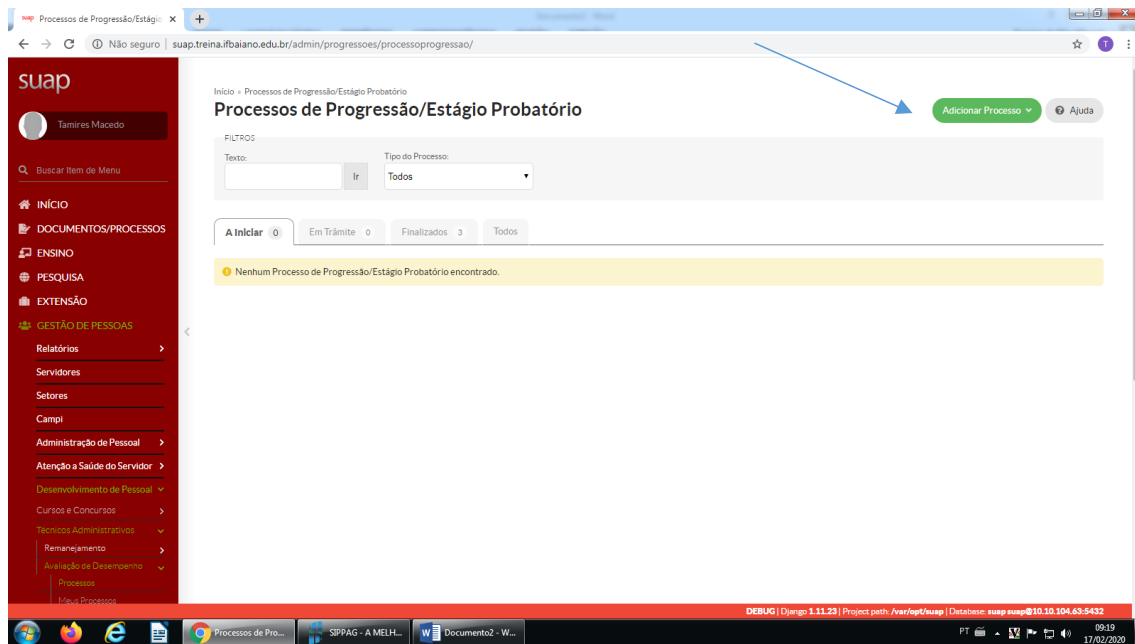 suap Processos de Progressão/Estágio × +
Não seguro | suap.treina.ifbaiano.edu.br/admin/progressoes/processoprogressao/ T
suap
Tamires Macedo
Buscar Item de Menu
INÍCIO
DOCUMENTOS/PROCESSOS
ENSINO
PESQUISA
EXTENSÃO
GESTÃO DE PESSOAS
Relatórios
Servidores
Setores
Campi
Administração de Pessoal
Atenção a Saúde do Servidor
Desenvolvimento de Pessoal
Cursos e Concursos
Técnicos Administrativos
Remanejamento
Avaliação de Desempenho
Processos
Meus Processos
Início » Processos de Progressão/Estágio Probatório
Processos de Progressão/Estágio Probatório
Adicionar Processo Ajuda
FILTROS
Texto: Tipo do Processo:
Ir Todos
A Iniciar 0 Em Trâmite 0 Finalizados 3 Todos
Nenhum Processo de Progressão/Estágio Probatório encontrado.
DEBUG | Django 1.11.23 | Project path: /var/opt/suap | Database: suap suap@10.10.104.63:5432
Processos de Pro... SIPPAG - A MELH... Documento2 - W... PT 09:19
17/02/2020